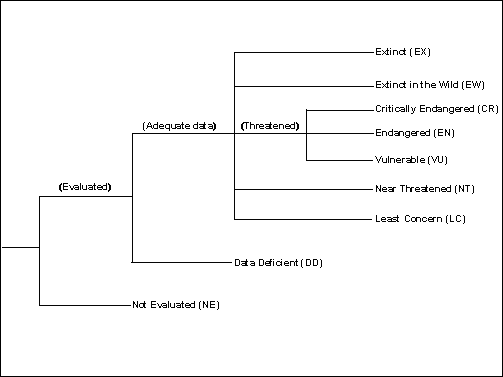 Extinct (EX)
Extinct in the Wild (EW)
Critically Endangered (CR)
(Adequate data)
(Threatened)
Endangered (EN)
Vulnerable (VU)
(Evaluated)
Near Threatened (NT)
Least Concern (LC)
Data Deficient (DD)
Not Evaluated (NE)